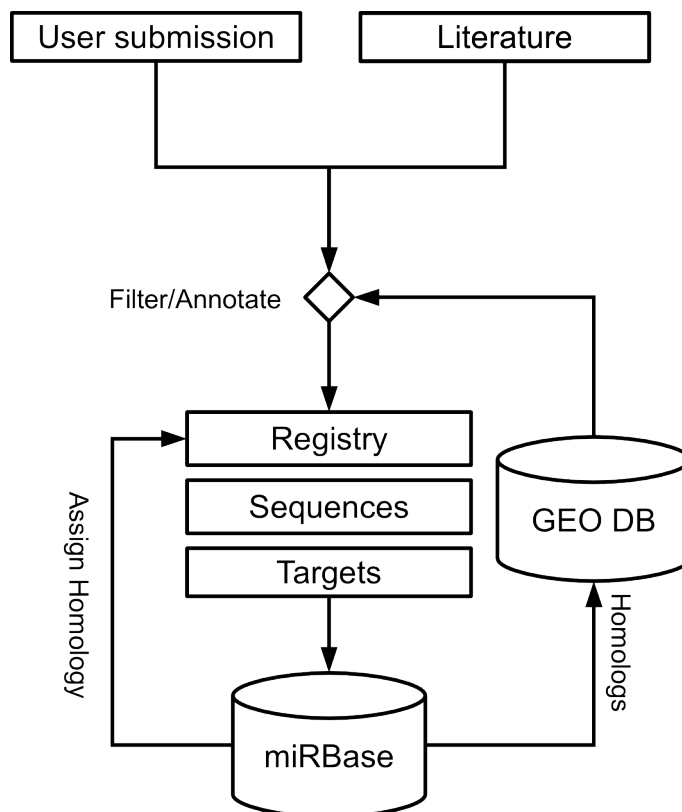 User submission
Literature
Filter/Annotate
Registry
Sequences
Targets
GEO DB
Assign Homology
Homologs
miRBase